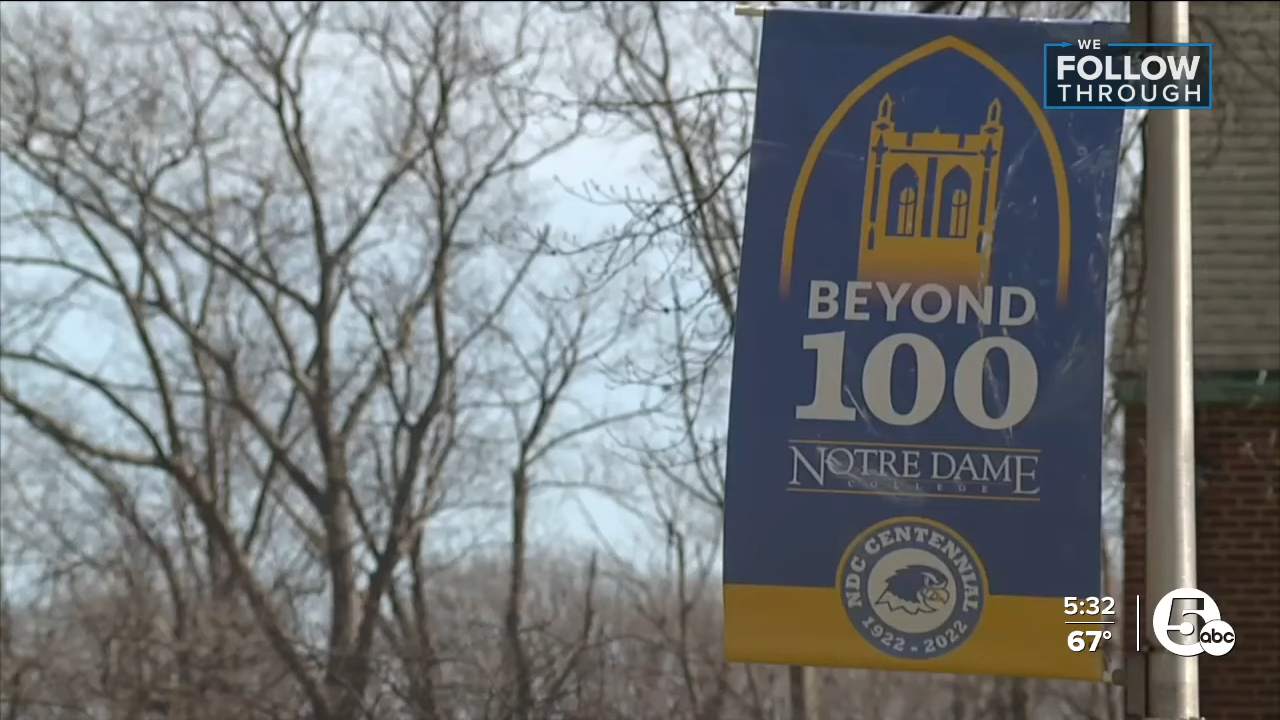 WE
FOLLOW
THROUGH
BEYOND
100
NOTRE DAME
COLLEGE
NDC CENTENNIAL
1922 - 2022
5:32
67°
5 abc